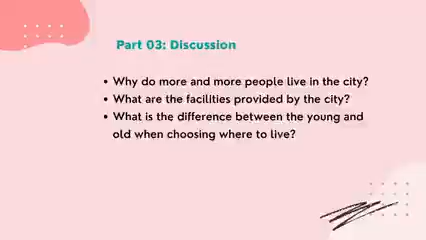 Part 03: Discussion
• Why do more and more people live in the city?
• What are the facilities provided by the city?
• What is the difference between the young and
old when choosing where to live?